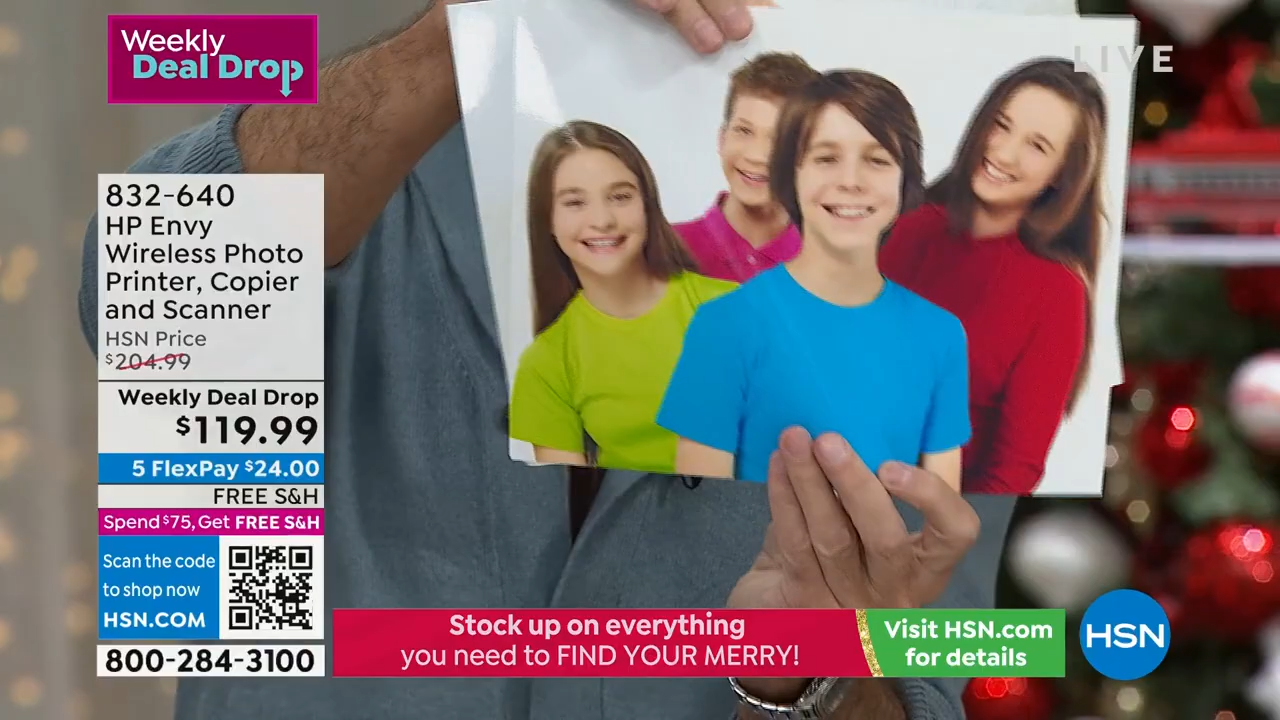 Weekly
Deal Drop
LIVE
832-640
HP Envy
Wireless Photo
Printer, Copier
and Scanner
HSN Price
$204.99
Weekly Deal Drop
$119.99
5 FlexPay $24.00
FREE S&H
Spend $75, Get FREE S&H
Scan the code
to shop now
HSN.COM
800-284-3100
Stock up on everything
you need to FIND YOUR MERRY!
Visit HSN.com
for details
HSN